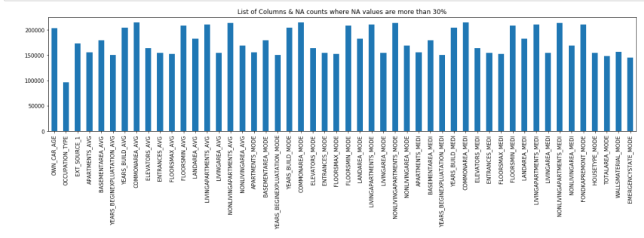 List of Columns & NA counts where NA values are more than 30%
200000
150000
100000
50000
0
OWN_CAR_AGE
OCCUPATION_TYPE
EXT_SOURCE_1
APARTMENTS_AVG
BASEMENTAREA_AVG
YEARS_BEGINEXPLUATATION_AVG
YEARS_BUILD_AVG
COMMONAREA_AVG
ELEVATORS_AVG
ENTRANCES_AVG
FLOORSMAX_AVG
FLOORSMIN_AVG
LANDAREA_AVG
LIVINGAPARTMENTS_AVG
LIVINGAREA_AVG
NONLIVINGAPARTMENTS_AVG
NONLIVINGAREA_AVG
APARTMENTS_MODE
BASEMENTAREA_MODE
YEARS_BEGINEXPLUATATION_MODE
YEARS_BUILD_MODE
COMMONAREA_MODE
ELEVATORS_MODE
ENTRANCES_MODE
FLOORSMAX_MODE
FLOORSMIN_MODE
LANDAREA_MODE
LIVINGAPARTMENTS_MODE
LIVINGAREA_MODE
NONLIVINGAPARTMENTS_MODE
NONLIVINGAREA_MODE
APARTMENTS_MEDI
BASEMENTAREA_MEDI
YEARS_BEGINEXPLUATATION_MEDI
YEARS_BUILD_MEDI
COMMONAREA_MEDI
ELEVATORS_MEDI
ENTRANCES_MEDI
FLOORSMAX_MEDI
FLOORSMIN_MEDI
LANDAREA_MEDI
LIVINGAPARTMENTS_MEDI
LIVINGAREA_MEDI
NONLIVINGAPARTMENTS_MEDI
NONLIVINGAREA_MEDI
FONDKAPREMONT_MODE
HOUSETYPE_MODE
TOTALAREA_MODE
WALLSMATERIAL_MODE
EMERGENCYSTATE_MODE